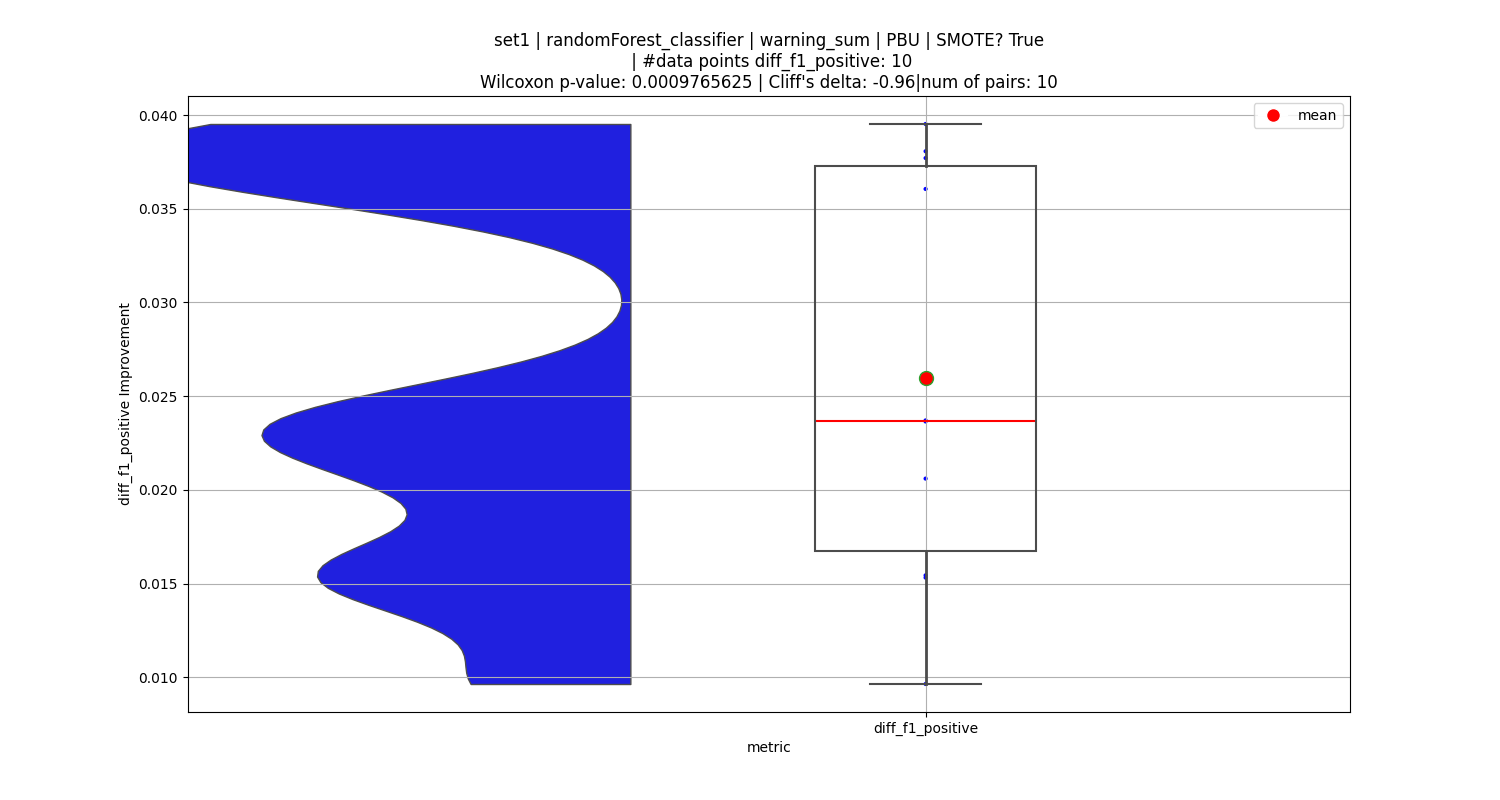 set1 | randomForest_classifier | warning_sum | PBU | SMOTE? True
| #data points diff_f1_positive: 10
Wilcoxon p-value: 0.0009765625 | Cliff's delta: -0.96|num of pairs: 10
mean
0.040
0.035
0.030
0.025
0.020
0.015
0.010
diff_f1_positive Improvement
diff_f1_positive
metric